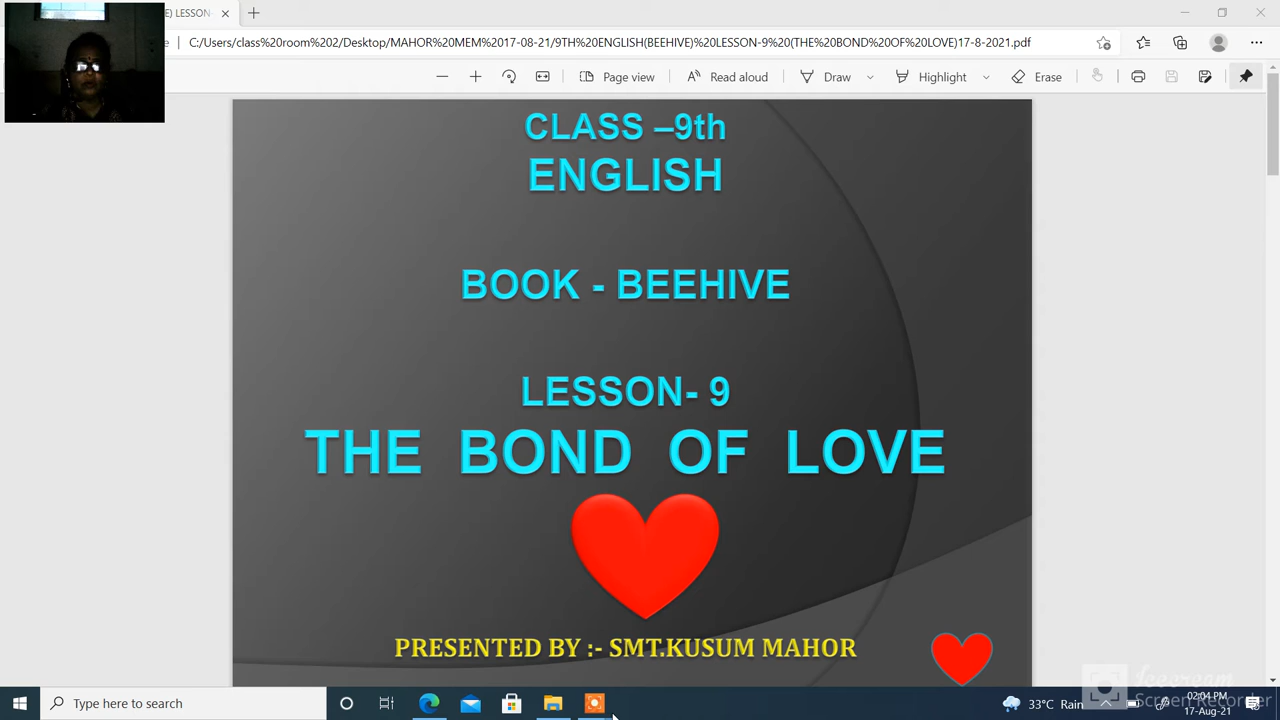 E) LESSON-
C:/Users/class%20room%202/Desktop/MAHOR%20MEM%2017-08-21/9TH%20ENGLISH(BEEHIVE)%20LESSON-9%20(THE%20BOND%20OF%20LOVE)17-8-2021.pdf
Page view
Read aloud
Draw
Highlight
Erase
CLASS –9th
ENGLISH
BOOK - BEEHIVE
LESSON- 9
THE BOND OF LOVE
PRESENTED BY :- SMT.KUSUM MAHOR
icecream
Screen Recorder
Type here to search
33°C Rain
02:04 PM
17-Aug-21